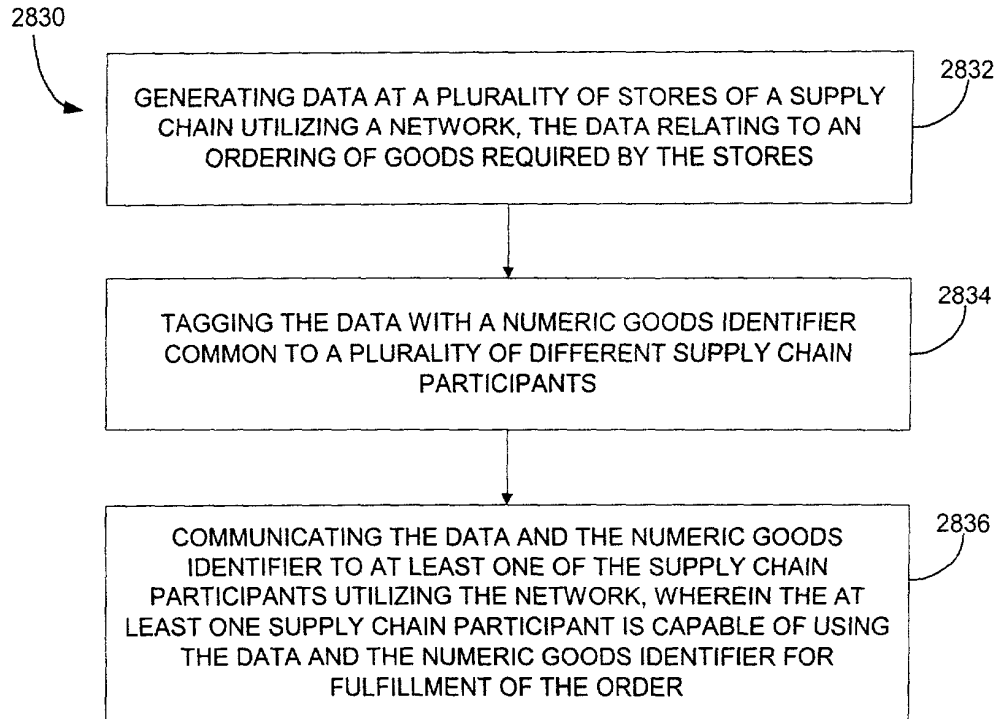 2830
GENERATING DATA AT A PLURALITY OF STORES OF A SUPPLY
CHAIN UTILIZING A NETWORK, THE DATA RELATING TO AN
ORDERING OF GOODS REQUIRED BY THE STORES
2832
TAGGING THE DATA WITH A NUMERIC GOODS IDENTIFIER
COMMON TO A PLURALITY OF DIFFERENT SUPPLY CHAIN
PARTICIPANTS
2834
COMMUNICATING THE DATA AND THE NUMERIC GOODS
IDENTIFIER TO AT LEAST ONE OF THE SUPPLY CHAIN
PARTICIPANTS UTILIZING THE NETWORK, WHEREIN THE AT
LEAST ONE SUPPLY CHAIN PARTICIPANT IS CAPABLE OF USING
THE DATA AND THE NUMERIC GOODS IDENTIFIER FOR
FULFILLMENT OF THE ORDER
2836